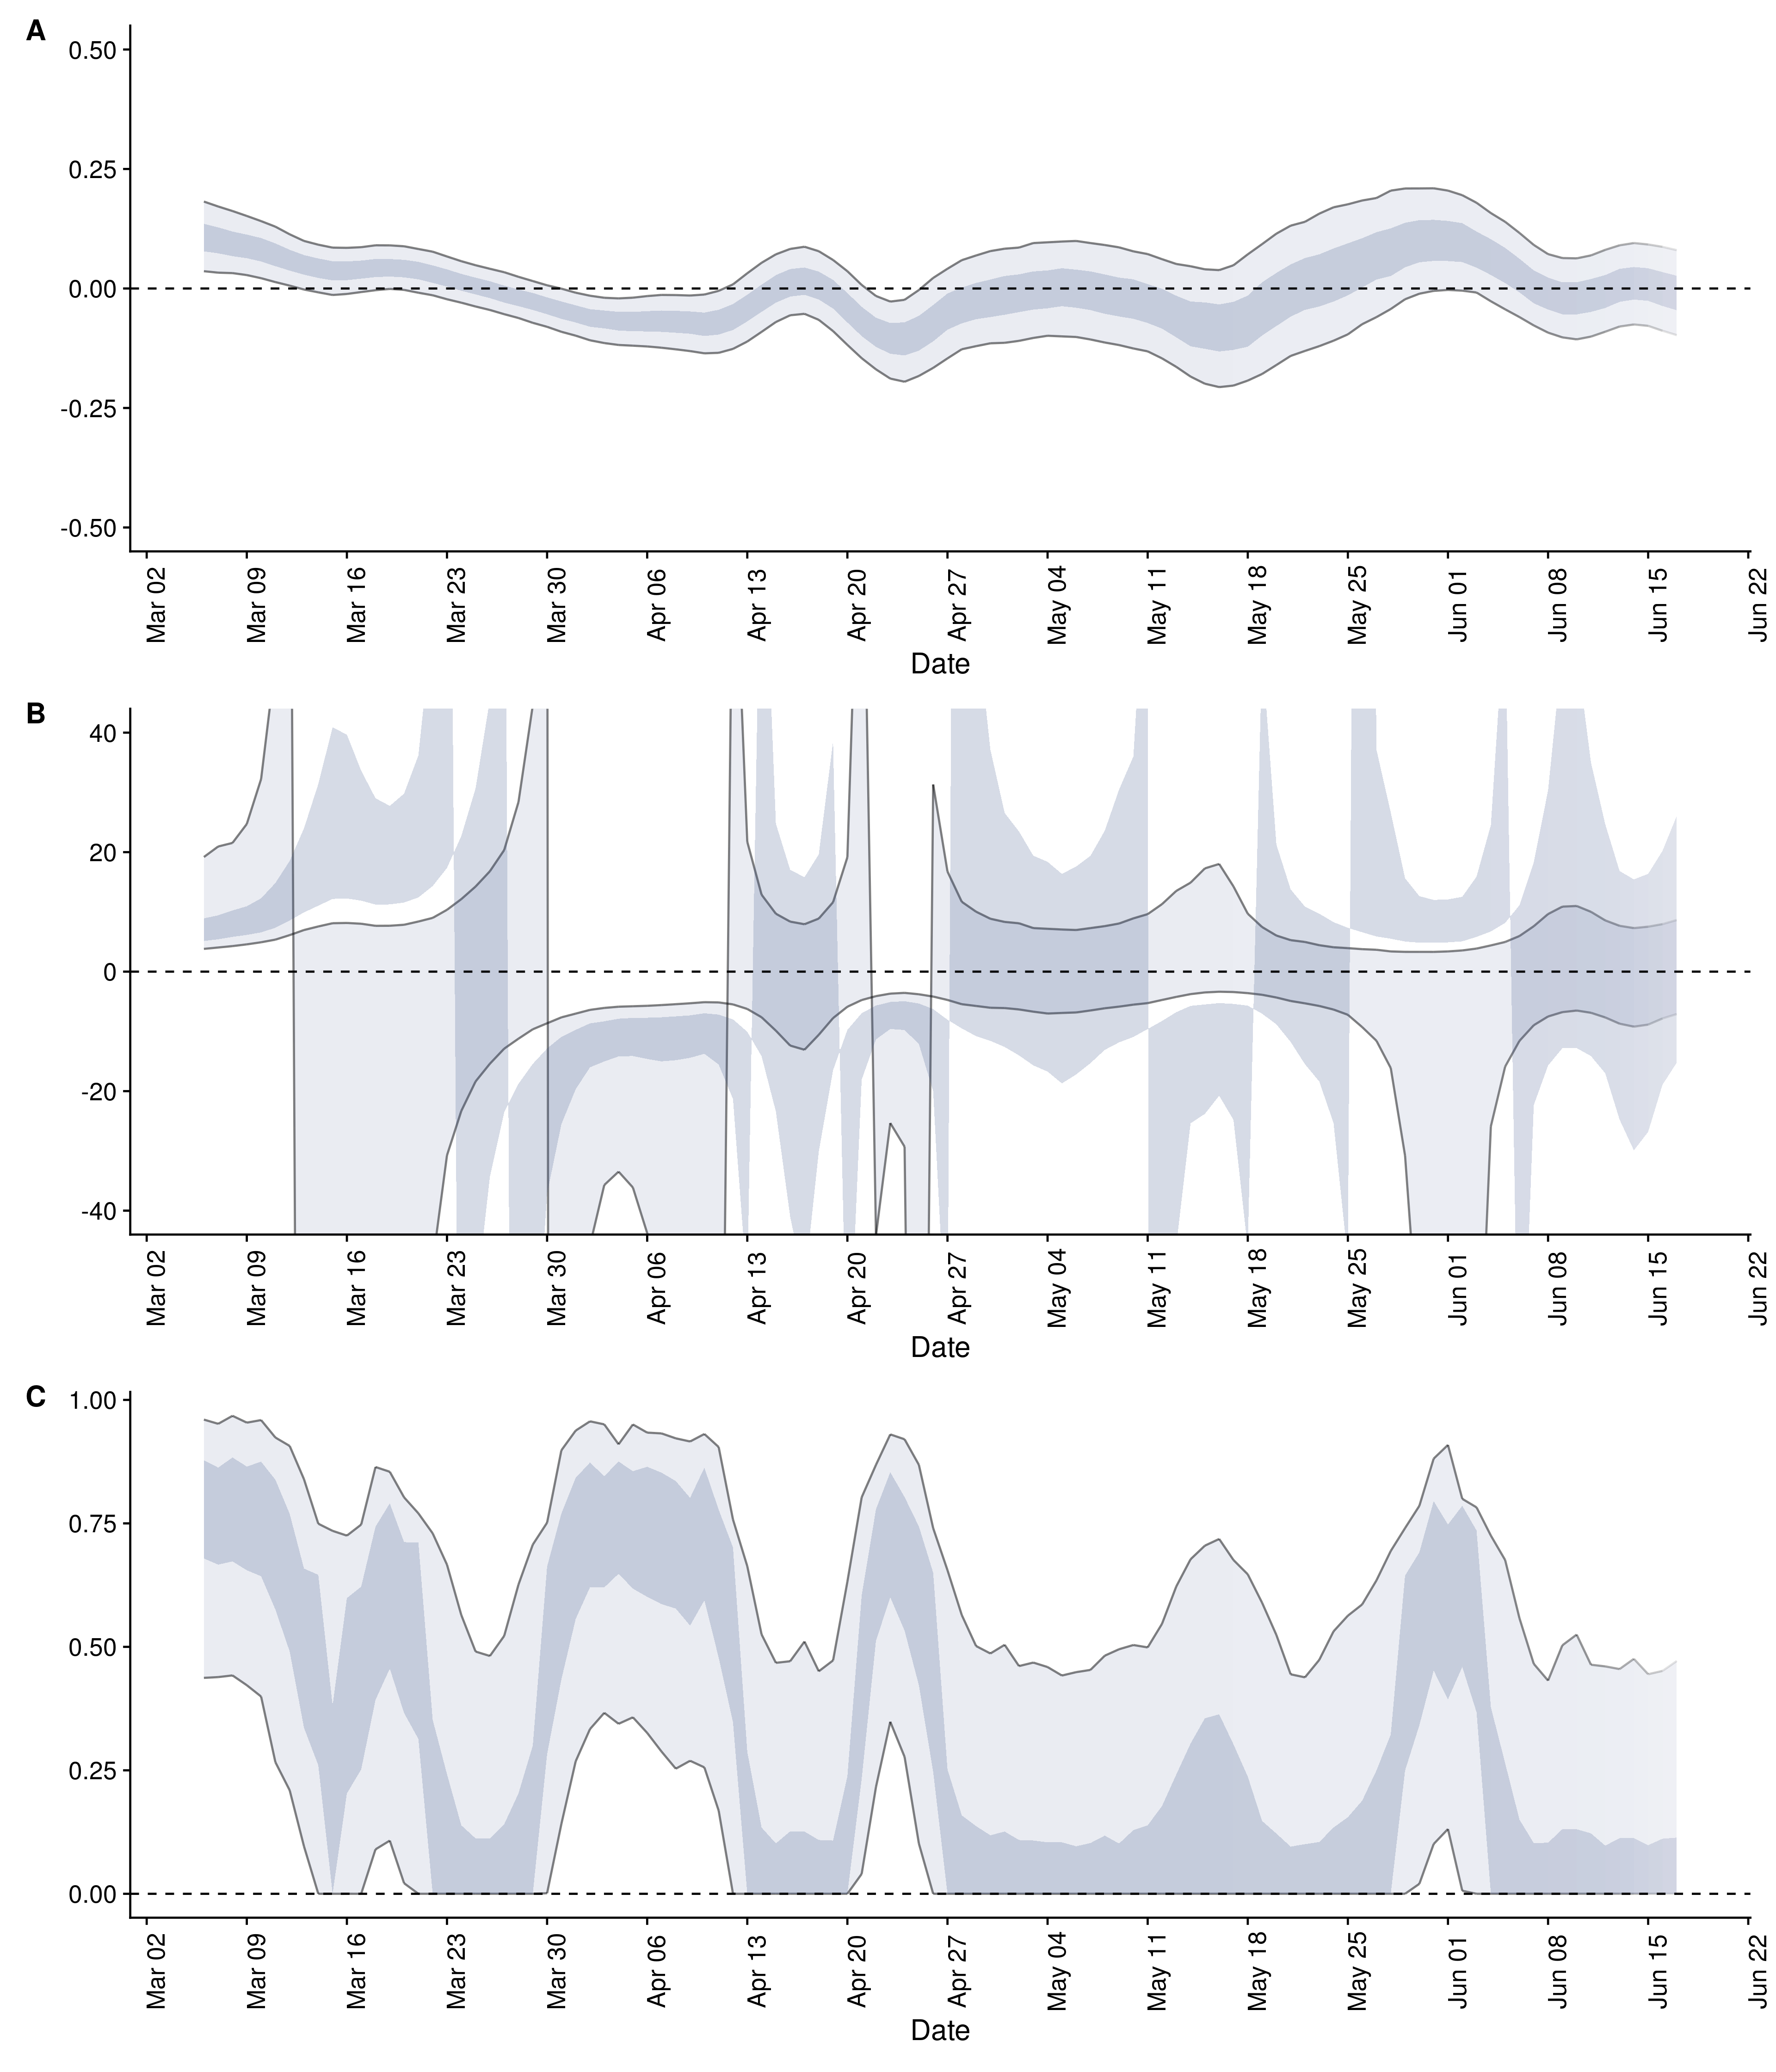 A
0.50
0.25
0.00
-0.25
-0.50
Mar 02
Mar 09
Mar 16
Mar 23
Mar 30
Apr 06
Apr 13
Apr 20
Apr 27
May 04
May 11
May 18
May 25
Jun 01
Jun 08
Jun 15
Jun 22
Date
B
40
20
0
-20
-40
Mar 02
Mar 09
Mar 16
Mar 23
Mar 30
Apr 06
Apr 13
Apr 20
Apr 27
May 04
May 11
May 18
May 25
Jun 01
Jun 08
Jun 15
Jun 22
Date
C
1.00
0.75
0.50
0.25
0.00
Mar 02
Mar 09
Mar 16
Mar 23
Mar 30
Apr 06
Apr 13
Apr 20
Apr 27
May 04
May 11
May 18
May 25
Jun 01
Jun 08
Jun 15
Jun 22
Date